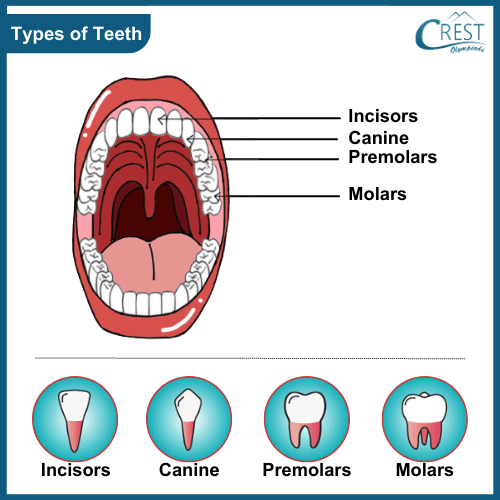 Types of Teeth
CREST
Olympiads
Incisors
Canine
Premolars
Molars
Incisors
Canine
Premolars
Molars